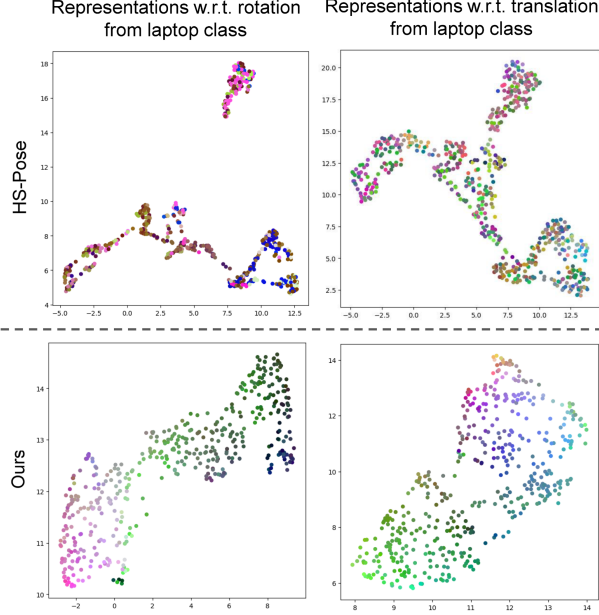 Representations w.r.t. rotation
from laptop class
Representations w.r.t. translation
from laptop class
HS-Pose
18
16
14
12
10
8
6
4
−5.0 −2.5 0.0 2.5 5.0 7.5 10.0 12.5
20.0
17.5
15.0
12.5
10.0
7.5
5.0
2.5
−5.0 −2.5 0.0 2.5 5.0 7.5 10.0 12.5
Ours
14
13
12
11
10
−2 0 2 4 6 8
14
12
10
8
6
8 9 10 11 12 13 14